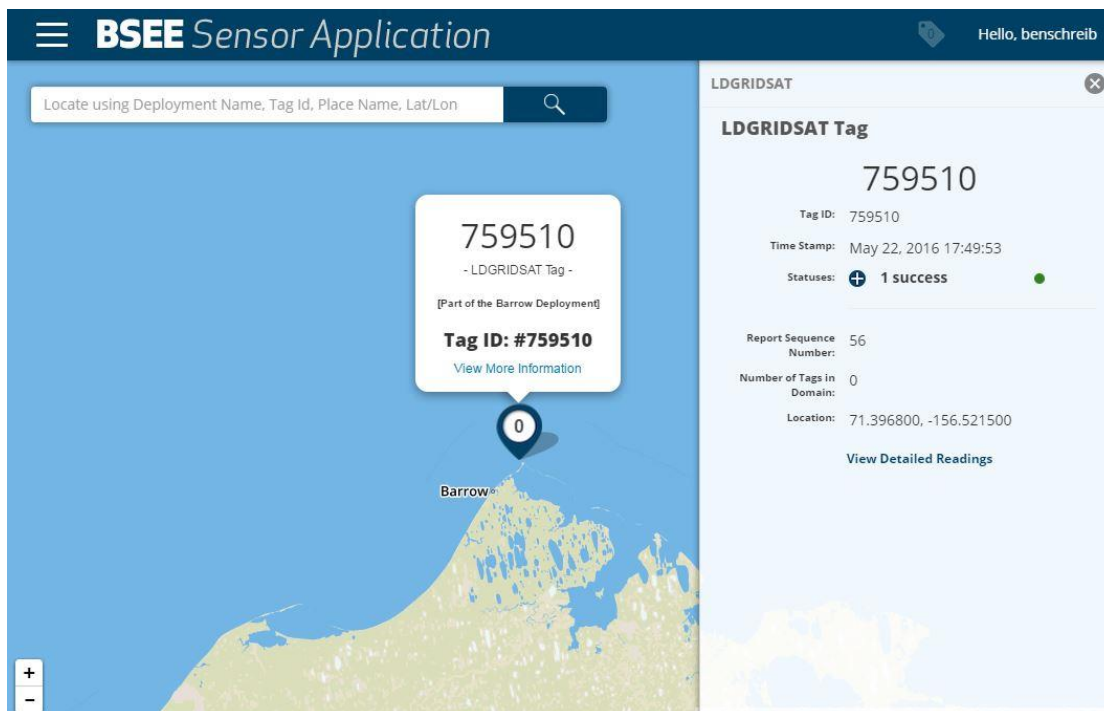 BSEE Sensor Application
0
Hello, benschreib
Locate using Deployment Name, Tag Id, Place Name, Lat/Lon
759510
- LDGRIDSAT Tag -
[Part of the Barrow Deployment]
Tag ID: #759510
View More Information
0
Barrow
+
−
LDGRIDSAT
LDGRIDSAT Tag
759510
Tag ID: 759510
Time Stamp: May 22, 2016 17:49:53
Statuses: 1 success
Report Sequence
Number: 56
Number of Tags in
Domain: 0
Location: 71.396800, -156.521500
View Detailed Readings